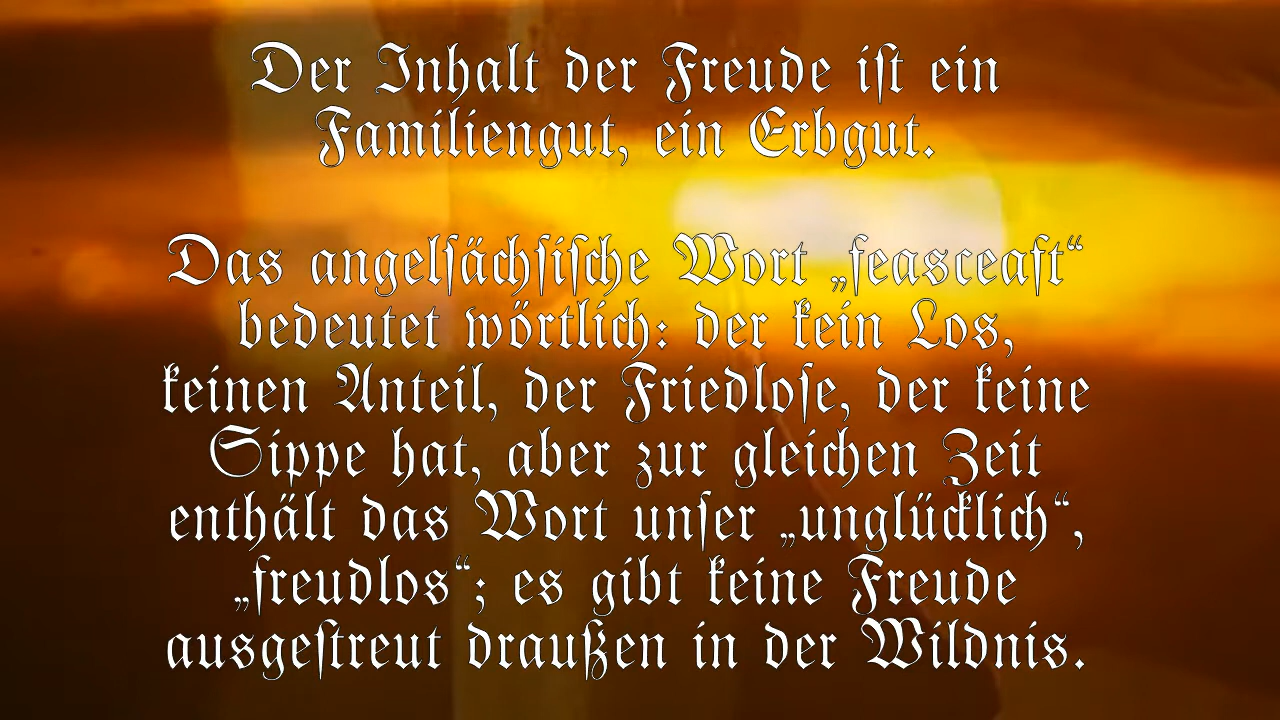 Der Inhalt der Freude iſt ein
Familiengut, ein Erbgut.
Das angelſächſiſche Wort „feasceaft“
bedeutet wörtlich: der kein Los,
keinen Anteil, der Friedloſe, der keine
Sippe hat, aber zur gleichen Zeit
enthält das Wort unſer „unglücklich“,
„freudlos“; es gibt keine Freude
ausgeſtreut draußen in der Wildnis.